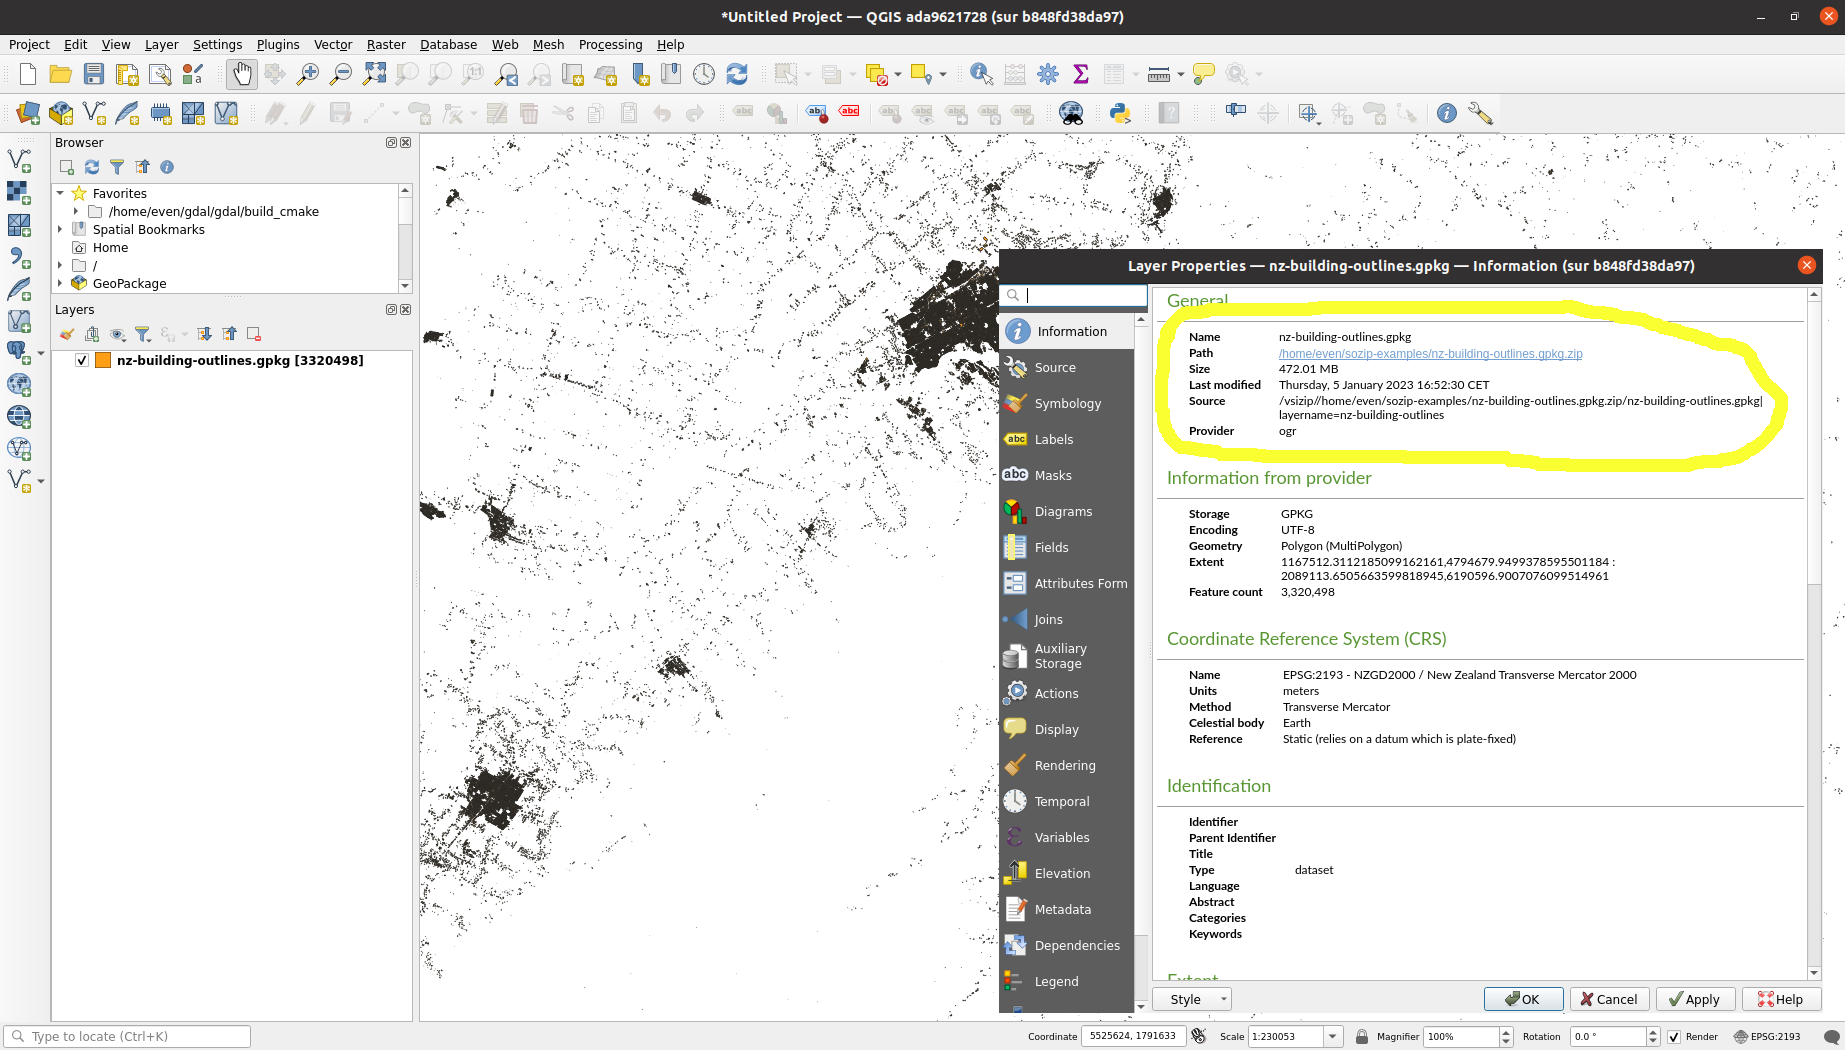 *Untitled Project — QGIS ada9621728 (sur b848fd38da97)
Project Edit View Layer Settings Plugins Vector Raster Database Web Mesh Processing Help
Browser
Favorites
/home/even/gdal/gdal/build_cmake
Spatial Bookmarks
Home
/
GeoPackage
Layers
nz-building-outlines.gpkg [3320498]
Layer Properties — nz-building-outlines.gpkg — Information (sur b848fd38da97)
Information
Source
Symbology
Labels
Masks
Diagrams
Fields
Attributes Form
Joins
Auxiliary
Storage
Actions
Display
Rendering
Temporal
Variables
Elevation
Metadata
Dependencies
Legend
General
Name nz-building-outlines.gpkg
Path /home/even/sozip-examples/nz-building-outlines.gpkg.zip
Size 472.01 MB
Last modified Thursday, 5 January 2023 16:52:30 CET
Source /vsizip//home/even/sozip-examples/nz-building-outlines.gpkg.zip/nz-building-outlines.gpkg|
layername=nz-building-outlines
Provider ogr
Information from provider
Storage GPKG
Encoding UTF-8
Geometry Polygon (MultiPolygon)
Extent 1167512.3112185099162161,4794679.9499378595501184 :
2089113.6505663599818945,6190596.9007076099514961
Feature count 3,320,498
Coordinate Reference System (CRS)
Name EPSG:2193 - NZGD2000 / New Zealand Transverse Mercator 2000
Units meters
Method Transverse Mercator
Celestial body Earth
Reference Static (relies on a datum which is plate-fixed)
Identification
Identifier
Parent Identifier
Title
Type dataset
Language
Abstract
Categories
Keywords
Extent
Style OK Cancel Apply Help
Type to locate (Ctrl+K) Coordinate 5525624, 1791633 Scale 1:230053 Magnifier 100% Rotation 0.0 ° Render EPSG:2193